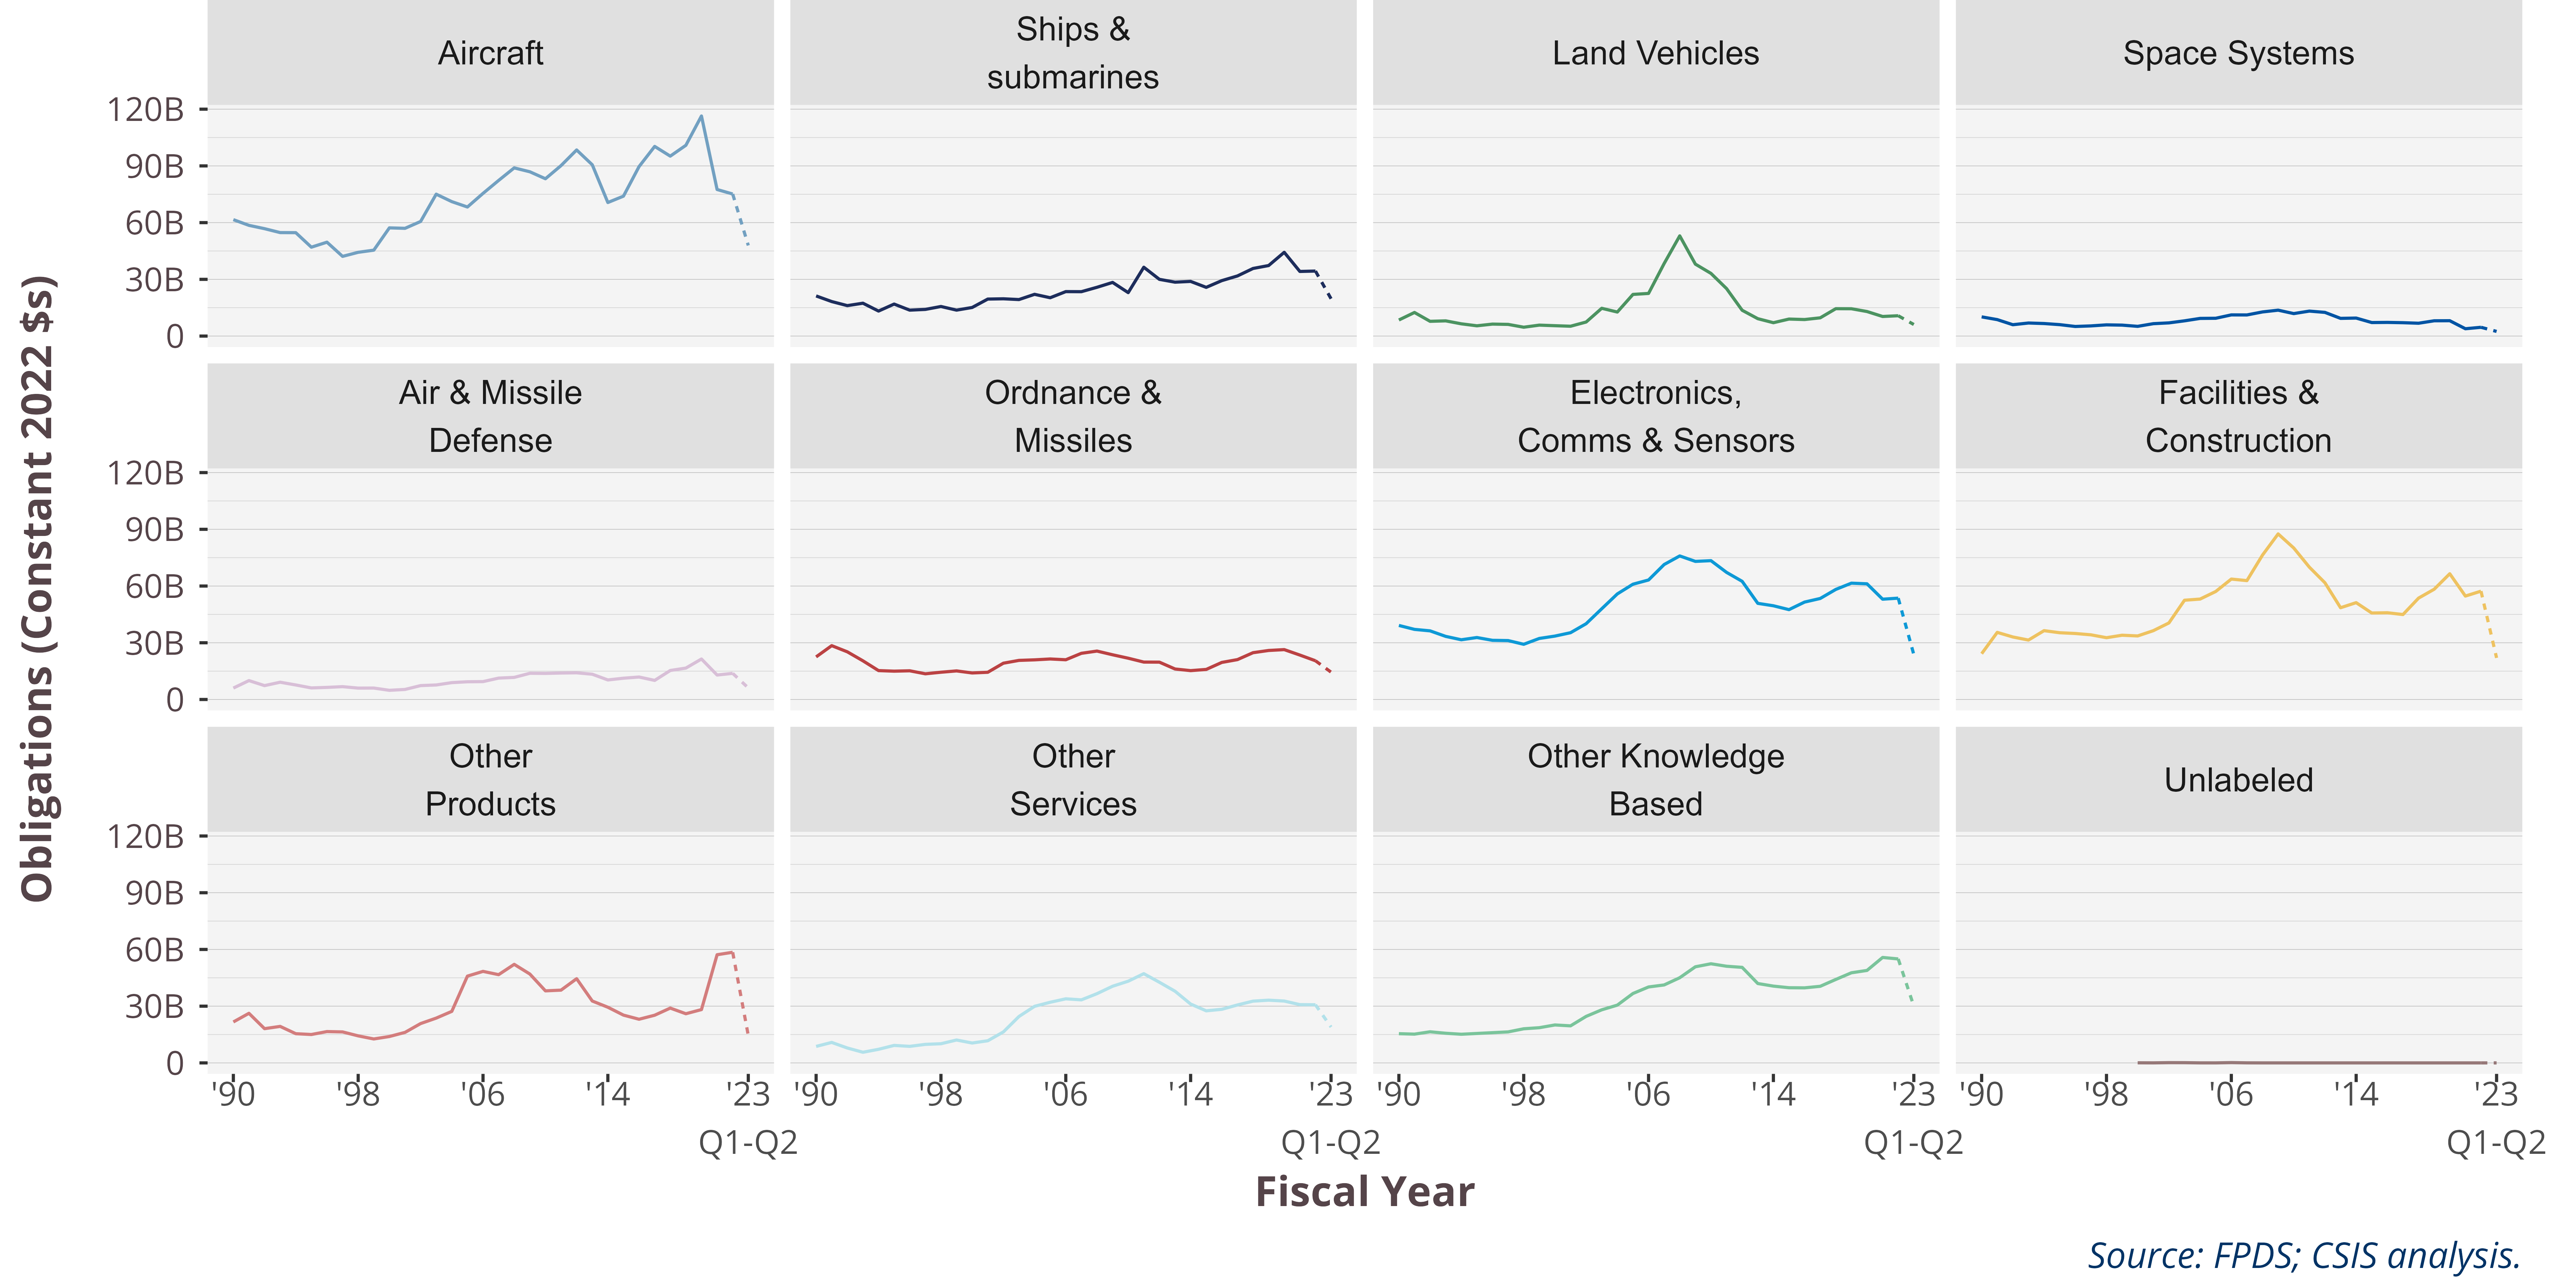 Obligations (Constant 2022 $s)
Aircraft
Ships &
submarines
Land Vehicles
Space Systems
120B
90B
60B
30B
0
Air & Missile
Defense
Ordnance &
Missiles
Electronics,
Comms & Sensors
Facilities &
Construction
120B
90B
60B
30B
0
Other
Products
Other
Services
Other Knowledge
Based
Unlabeled
120B
90B
60B
30B
0
'90 '98 '06 '14 '23 '90 '98 '06 '14 '23 '90 '98 '06 '14 '23 '90 '98 '06 '14 '23
Q1-Q2 Q1-Q2 Q1-Q2 Q1-Q2
Fiscal Year
Source: FPDS; CSIS analysis.